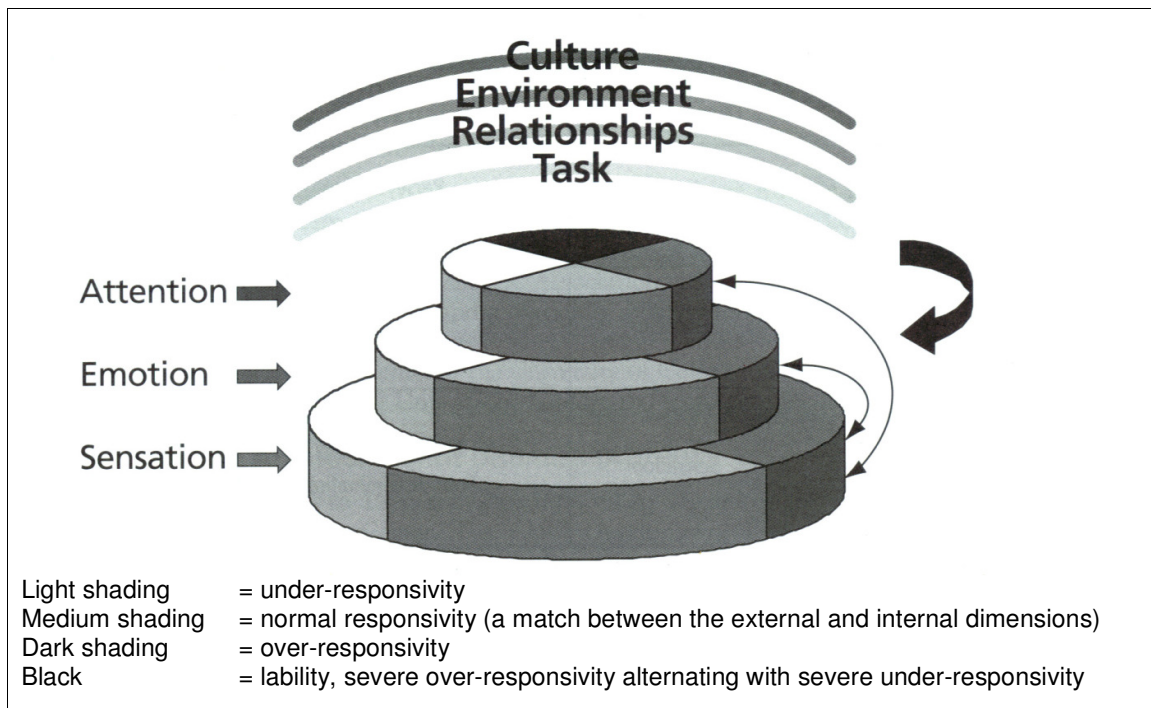 Culture
Environment
Relationships
Task
Attention
Emotion
Sensation
Light shading = under-responsivity
Medium shading = normal responsivity (a match between the external and internal dimensions)
Dark shading = over-responsivity
Black = lability, severe over-responsivity alternating with severe under-responsivity